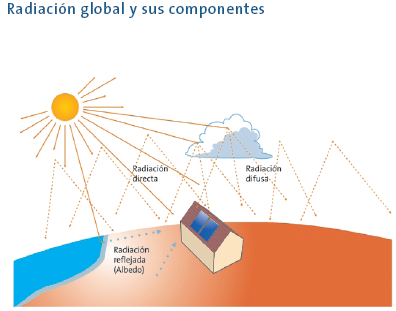 Radiación global y sus componentes
Radiación
directa
Radiación
difusa
Radiación
reflejada
(Albedo)